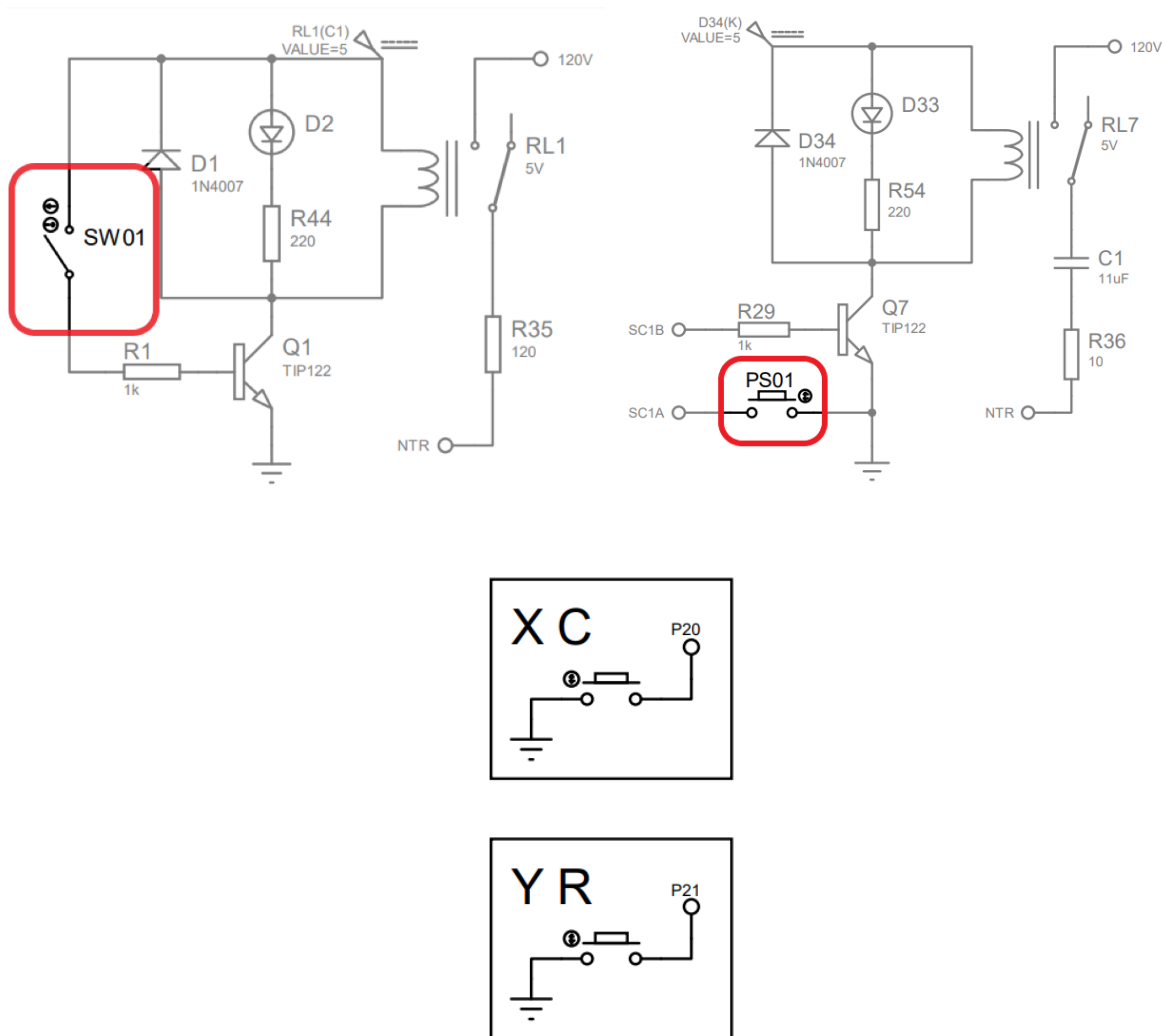 RL1(C1)
VALUE=5
120V
D2
D1
1N4007
RL1
5V
SW01
R44
220
R1
1k
Q1
TIP122
R35
120
NTR
D34(K)
VALUE=5
120V
D33
D34
1N4007
RL7
5V
R54
220
C1
11uF
SC1B
R29
1k
Q7
TIP122
R36
10
PS01
SC1A
NTR
X C
P20
Y R
P21